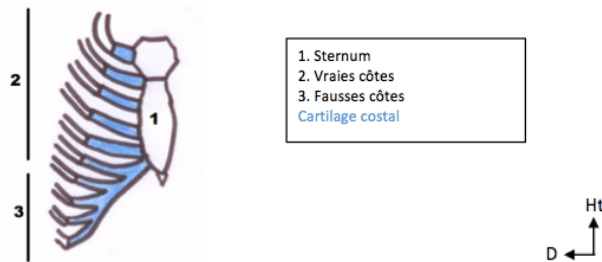 2
1
3
1. Sternum
2. Vraies côtes
3. Fausses côtes
Cartilage costal
Ht
D